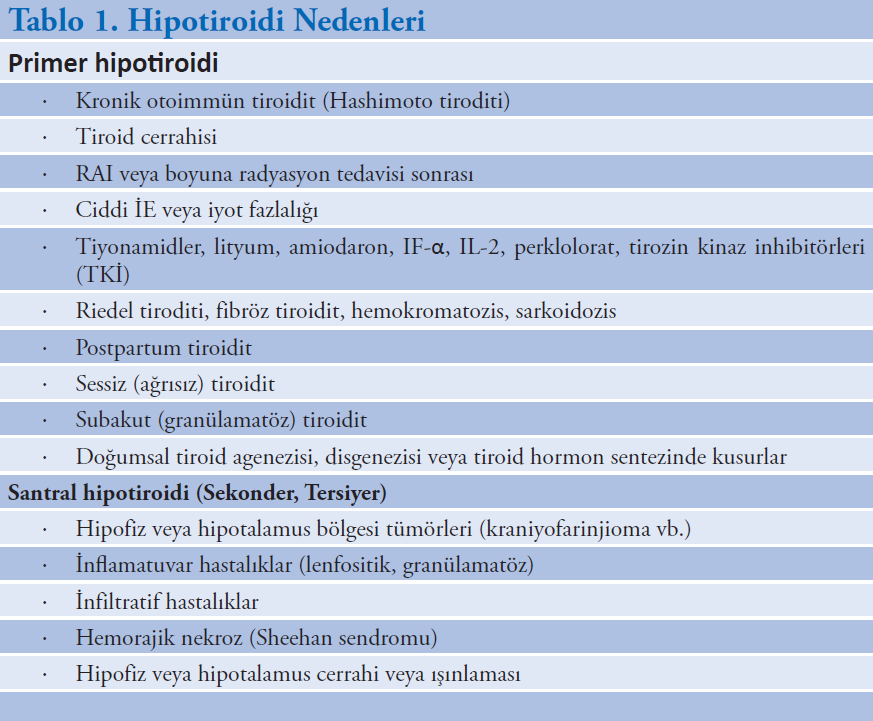 Tablo 1. Hipotiroidi Nedenleri
Primer hipotiroidi
· Kronik otoimmün tiroidit (Hashimoto tiroditi)
· Tiroid cerrahisi
· RAI veya boyuna radyasyon tedavisi sonrası
· Ciddi İE veya iyot fazlalığı
· Tiyonamidler, lityum, amiodaron, IF-α, IL-2, perklolorat, tirozin kinaz inhibitörleri
(TKİ)
· Riedel tiroditi, fibröz tiroidit, hemokromatozis, sarkoidozis
· Postpartum tiroidit
· Sessiz (ağrısız) tiroidit
· Subakut (granülamatöz) tiroidit
· Doğumsal tiroid agenezisi, disgenezisi veya tiroid hormon sentezinde kusurlar
Santral hipotiroidi (Sekonder, Tersiyer)
· Hipofiz veya hipotalamus bölgesi tümörleri (kraniyofarinjioma vb.)
· İnflamatuvar hastalıklar (lenfositik, granülamatöz)
· İnfiltratif hastalıklar
· Hemorajik nekroz (Sheehan sendromu)
· Hipofiz veya hipotalamus cerrahi veya ışınlaması